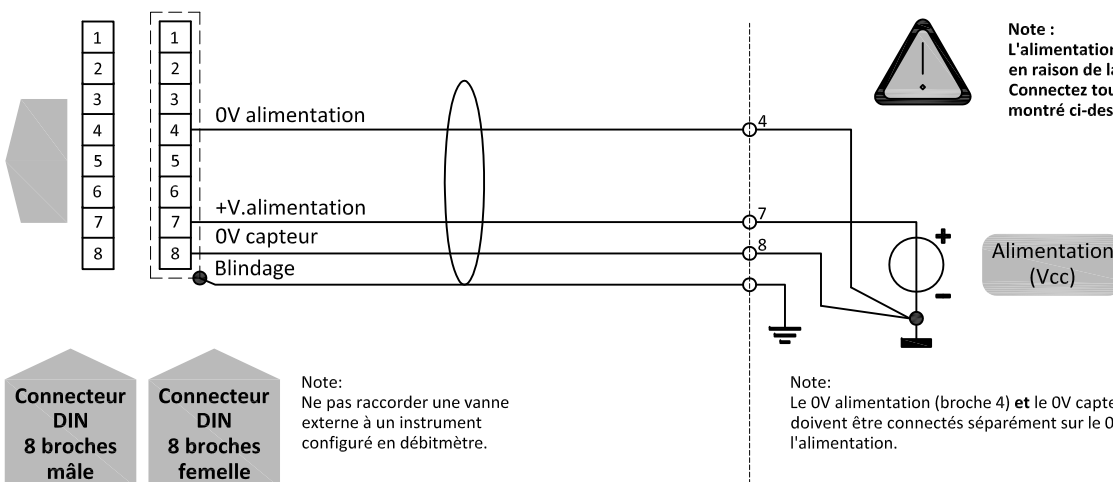 1
2
3
4
5
6
7
8
1
2
3
4
5
6
7
8
0V alimentation
+V.alimentation
0V capteur
Blindage
4
7
8
+
-
Note :
L'alimentation
en raison de la
Connectez tou
montré ci-des
Alimentation
(Vcc)
Connecteur
DIN
8 broches
mâle
Connecteur
DIN
8 broches
femelle
Note:
Ne pas raccorder une vanne
externe à un instrument
configuré en débitmètre.
Note:
Le 0V alimentation (broche 4) et le 0V capte
doivent être connectés séparément sur le 0
l'alimentation.